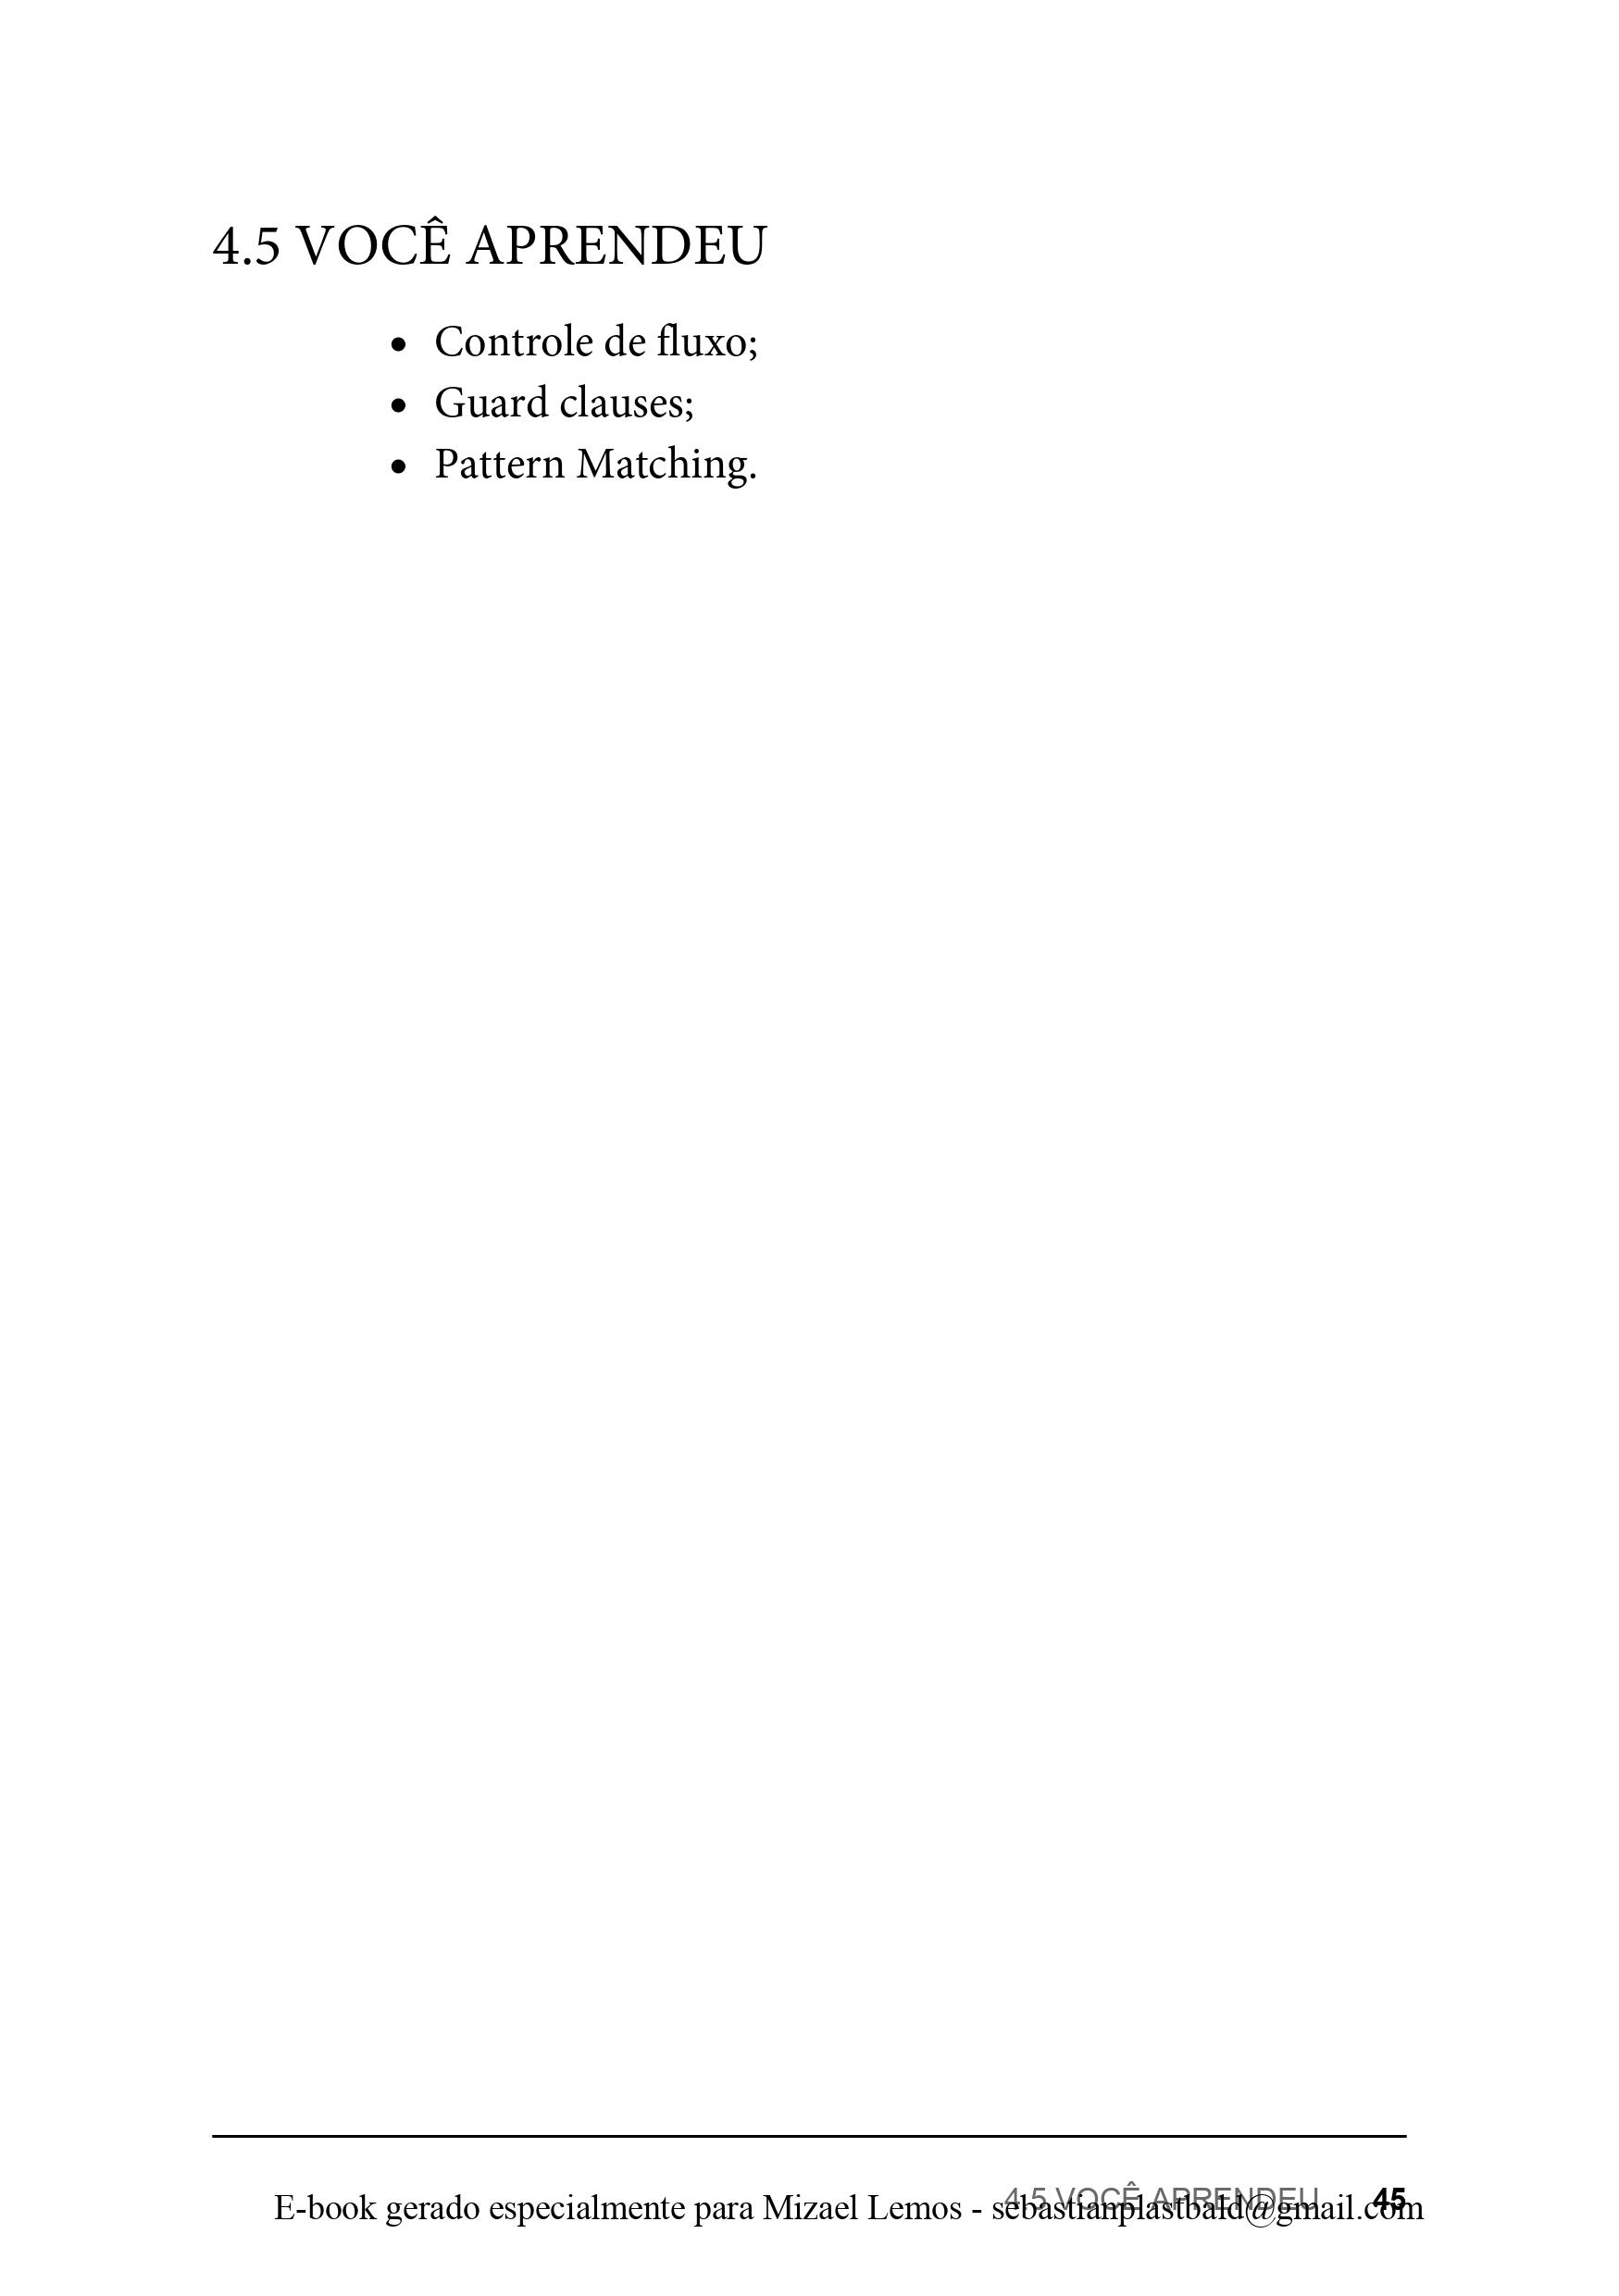 4.5 VOCÊ APRENDEU
• Controle de fluxo;
• Guard clauses;
• Pattern Matching.
4.5 VOCÊ APRENDEU 45
E-book gerado especialmente para Mizael Lemos - sebastianplastbald@gmail.com